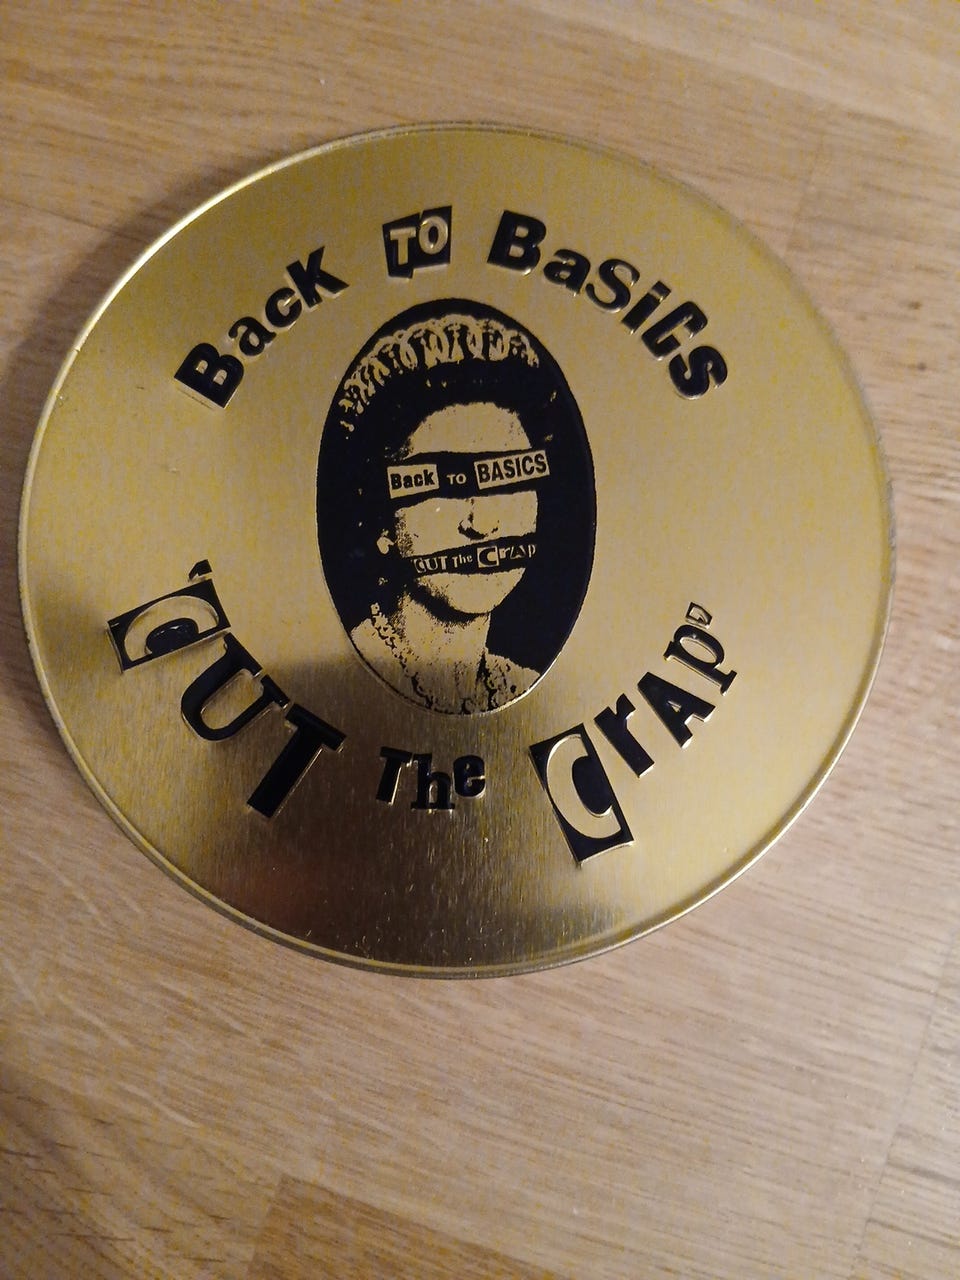 Back TO BaSiCS
Back TO BASICS
CUT The CrAp
'CUT The CrAp'